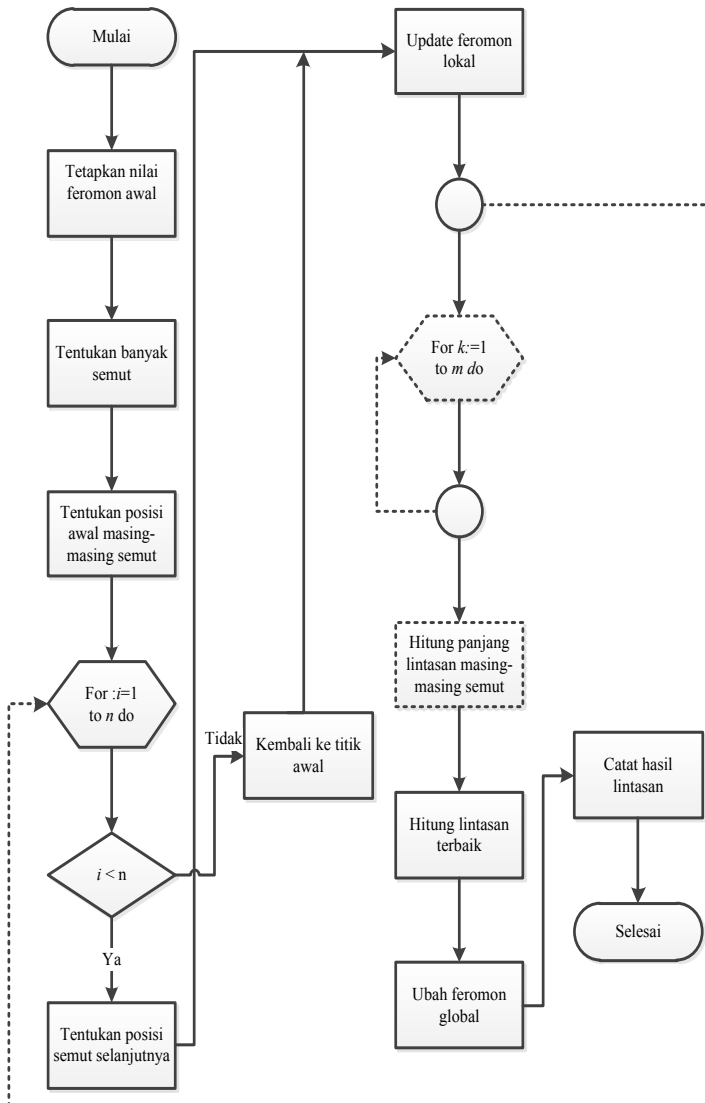 Mulai
Tetapkan nilai
feromon awal
Tentukan banyak
semut
Tentukan posisi
awal masing-
masing semut
For :i=1
to n do
i < n
Ya
Tentukan posisi
semut selanjutnya
Tidak
Kembali ke titik
awal
Update feromon
lokal
For k:=1
to m do
Hitung panjang
lintasan masing-
masing semut
Hitung lintasan
terbaik
Ubah feromon
global
Catat hasil
lintasan
Selesai